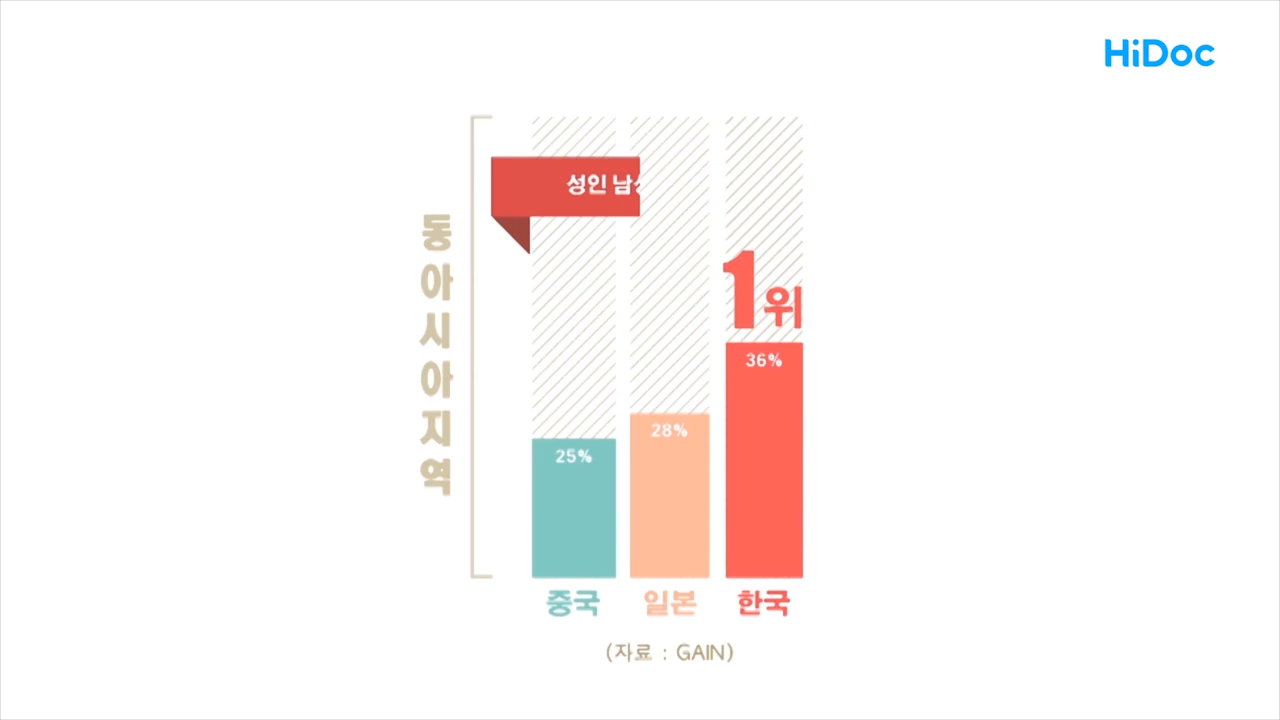 HiDoc
동아시아지역
성인 남
1위
36%
28%
25%
중국 일본 한국
(자료 : GAIN)